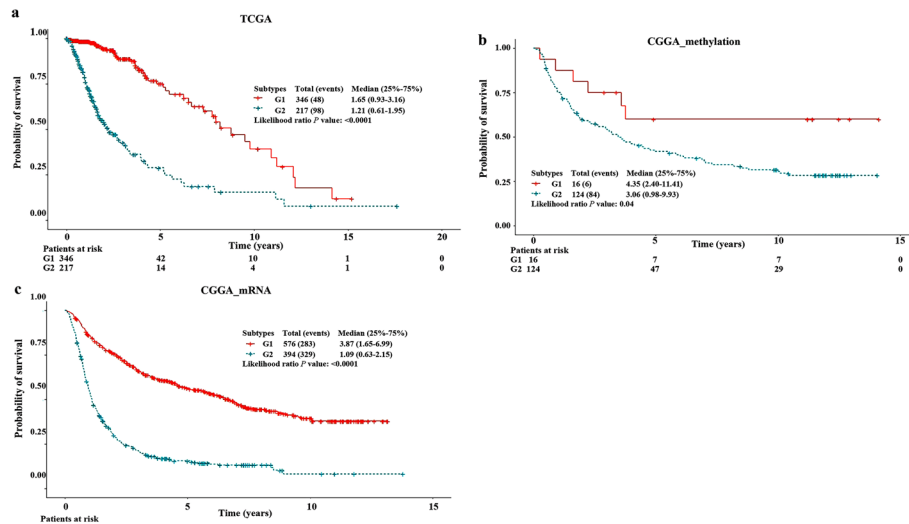 a
TCGA
1.00
0.75
0.50
0.25
0.00
Probability of survival
Subtypes Total (events) Median (25%-75%)
G1 346 (48) 1.65 (0.93-3.16)
G2 217 (98) 1.21 (0.61-1.95)
Likelihood ratio P value: <0.0001
0 5 10 15 20
Time (years)
Patients at risk
G1 346 42 10 1 0
G2 217 14 4 1 0
b
CGGA_methylation
1.00
0.75
0.50
0.25
0.00
Probability of survival
Subtypes Total (events) Median (25%-75%)
G1 16 (6) 4.35 (2.40-11.41)
G2 124 (84) 3.06 (0.98-9.93)
Likelihood ratio P value: 0.04
0 5 10 15
Time (years)
Patients at risk
G1 16 7 7 0
G2 124 47 29 0
c
CGGA_mRNA
1.00
0.75
0.50
0.25
0.00
Probability of survival
Subtypes Total (events) Median (25%-75%)
G1 576 (283) 3.87 (1.65-6.99)
G2 394 (329) 1.09 (0.63-2.15)
Likelihood ratio P value: <0.0001
0 5 10 15
Time (years)
Patients at risk